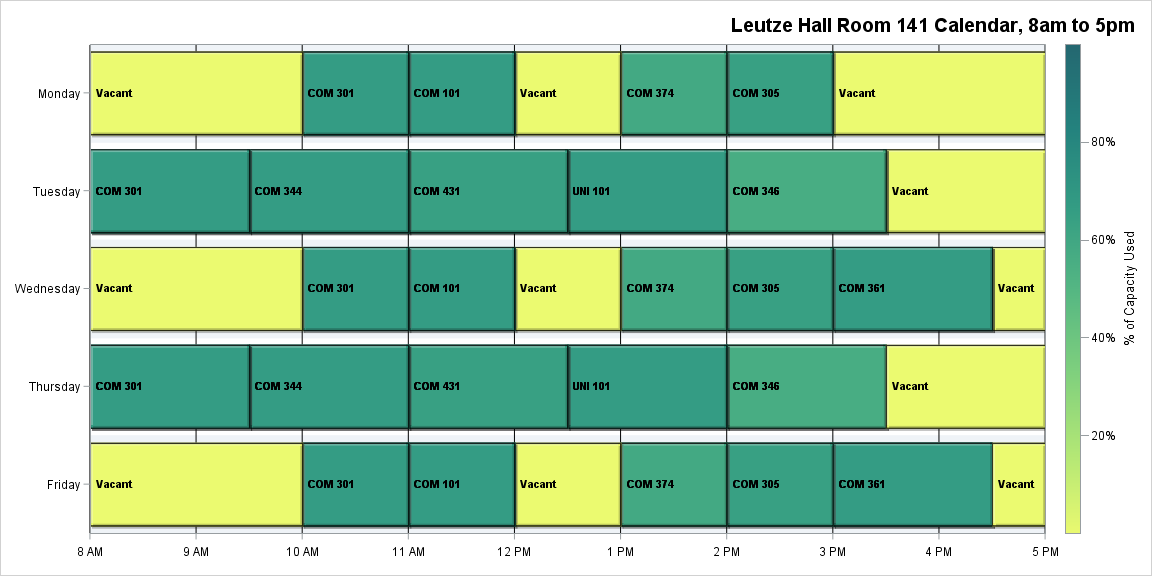 Leutze Hall Room 141 Calendar, 8am to 5pm
Monday
Vacant
COM 301
COM 101
Vacant
COM 374
COM 305
Vacant
Tuesday
COM 301
COM 344
COM 431
UNI 101
COM 346
Vacant
Wednesday
Vacant
COM 301
COM 101
Vacant
COM 374
COM 305
COM 361
Vacant
Thursday
COM 301
COM 344
COM 431
UNI 101
COM 346
Vacant
Friday
Vacant
COM 301
COM 101
Vacant
COM 374
COM 305
COM 361
Vacant
8 AM
9 AM
10 AM
11 AM
12 PM
1 PM
2 PM
3 PM
4 PM
5 PM
80%
60%
40%
20%
% of Capacity Used